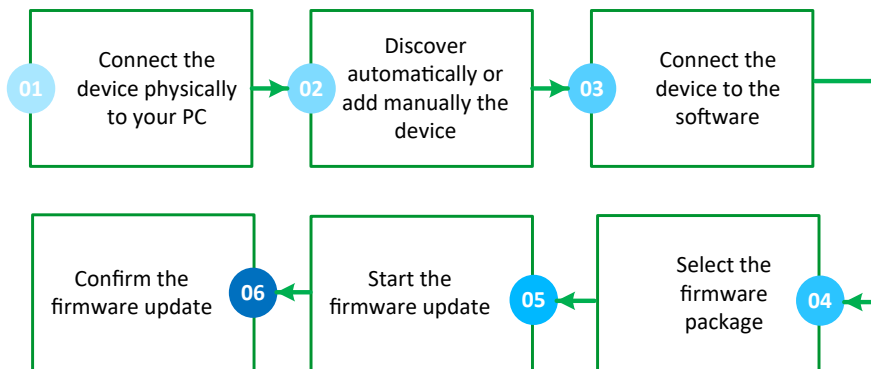 01
Connect the
device physically
to your PC
02
Discover
automatically or
add manually the
device
03
Connect the
device to the
software
04
Select the
firmware
package
05
Start the
firmware update
06
Confirm the
firmware update